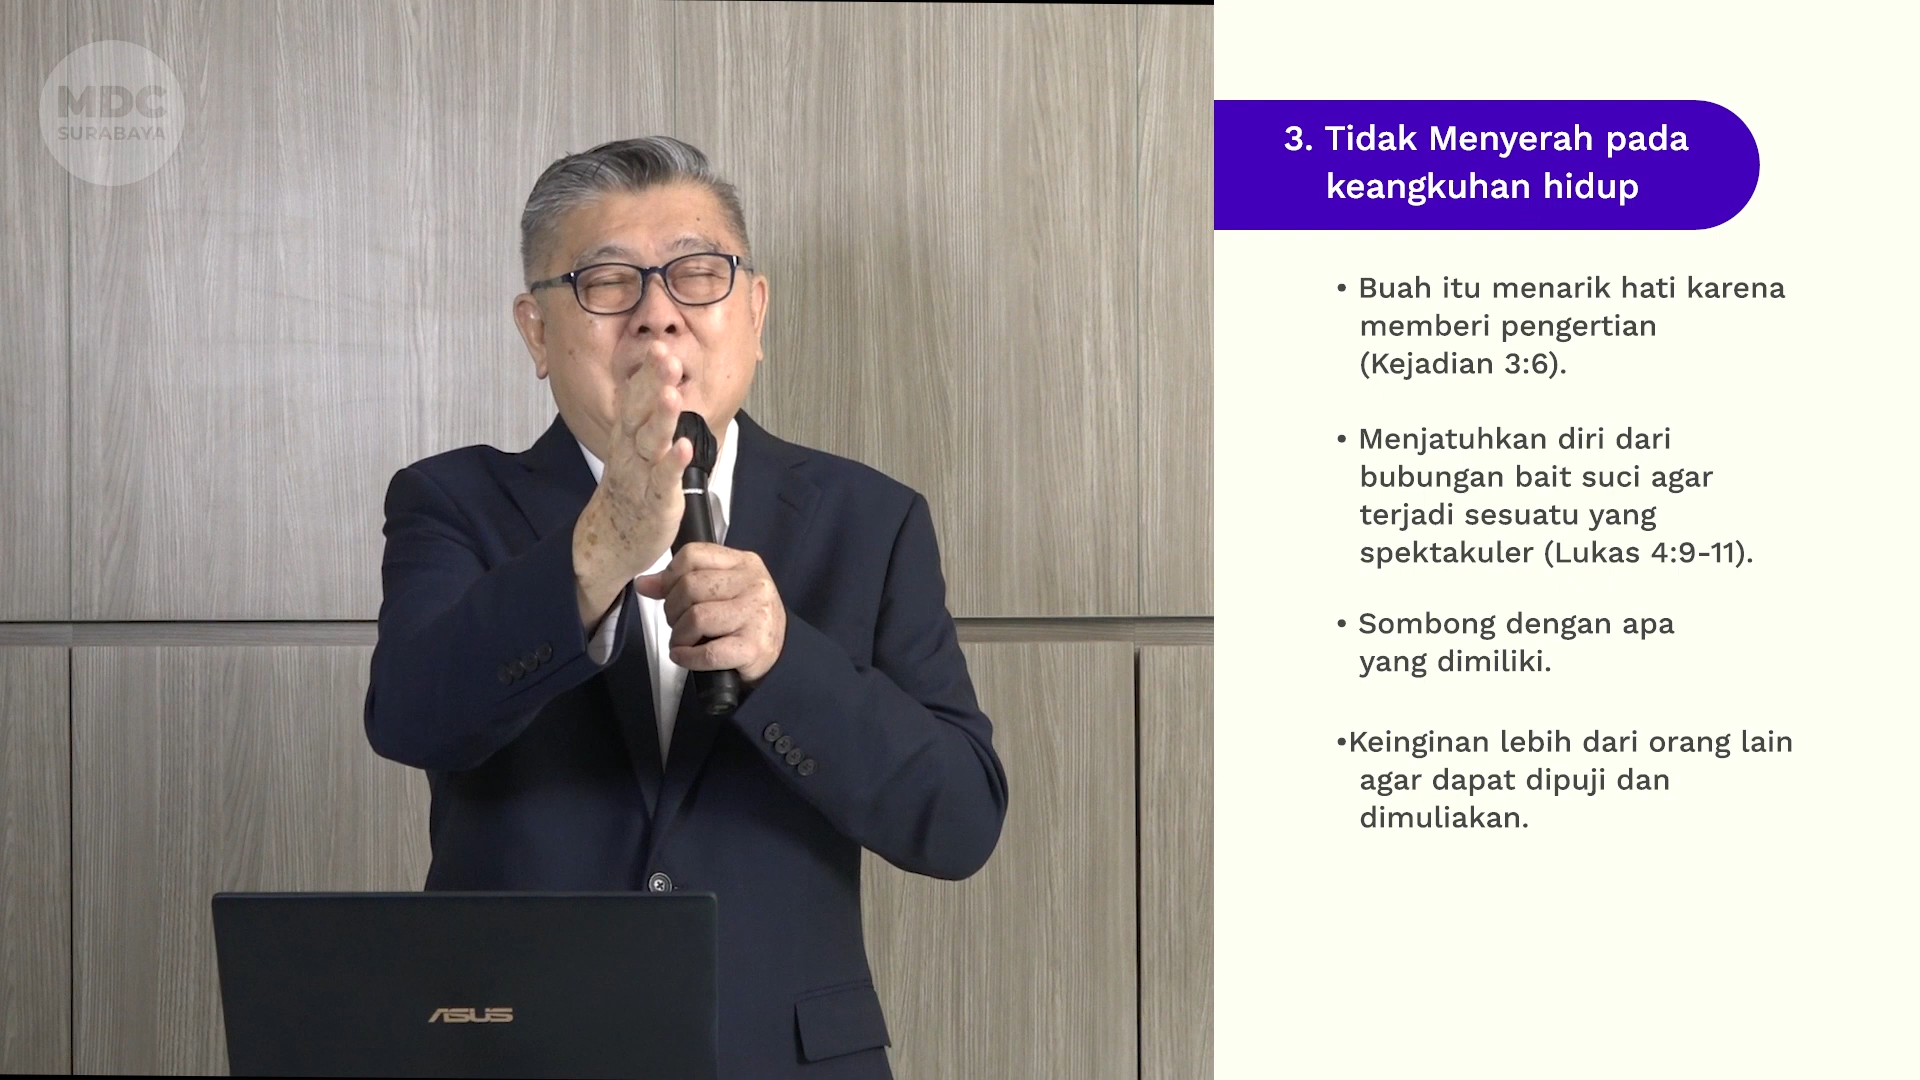 MDC
SURABAYA
3. Tidak Menyerah pada
keangkuhan hidup
• Buah itu menarik hati karena
memberi pengertian
(Kejadian 3:6).
• Menjatuhkan diri dari
bubungan bait suci agar
terjadi sesuatu yang
spektakuler (Lukas 4:9-11).
• Sombong dengan apa
yang dimiliki.
•Keinginan lebih dari orang lain
agar dapat dipuji dan
dimuliakan.
ASUS